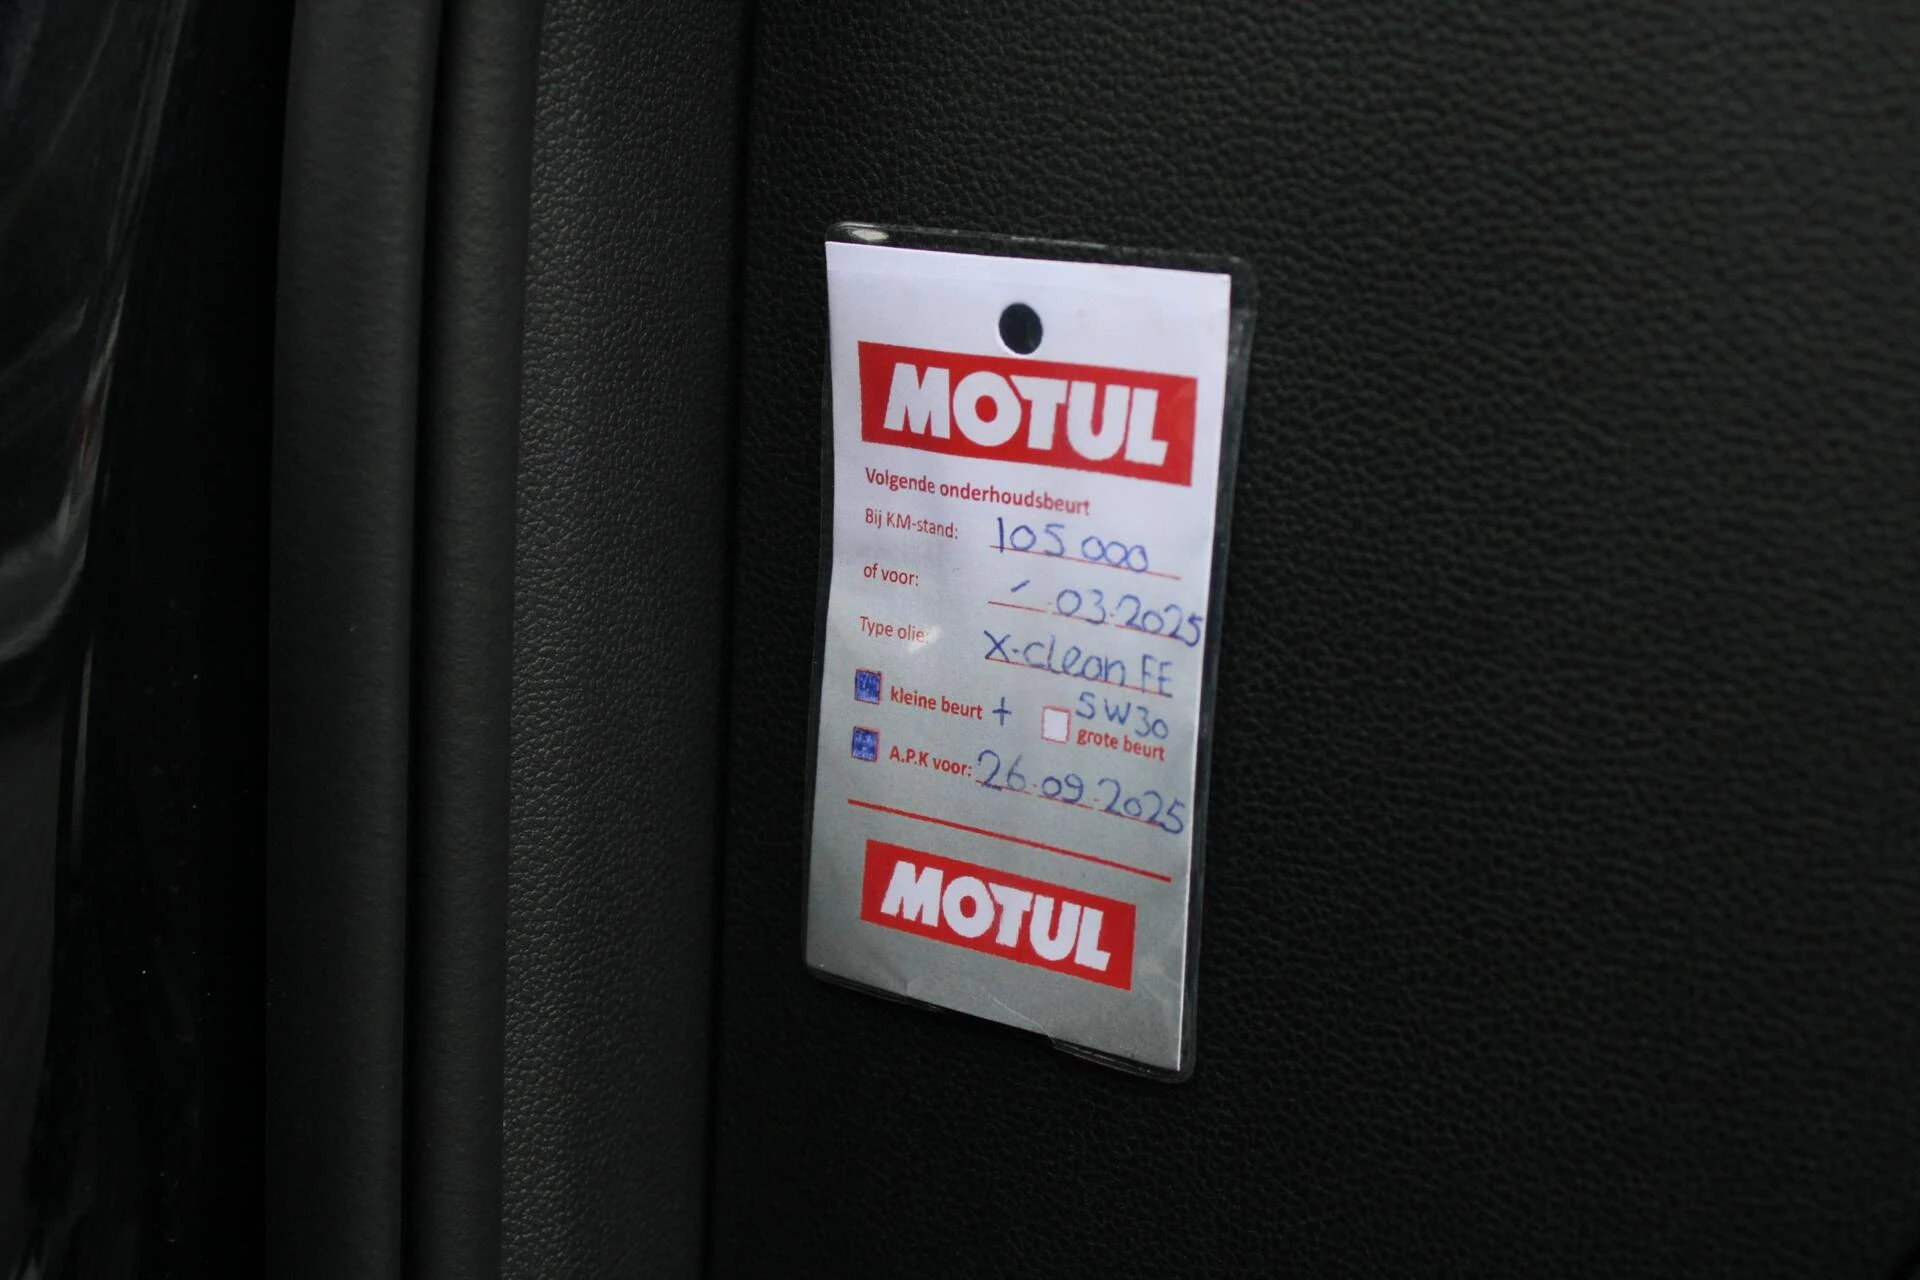 MOTUL
Volgende onderhoudsbeurt
Bij KM-stand: 105 000
of voor: - 03.2025
Type olie: X-clean FE
5W30
kleine beurt + grote beurt
A.P.K voor: 26.09.2025
MOTUL